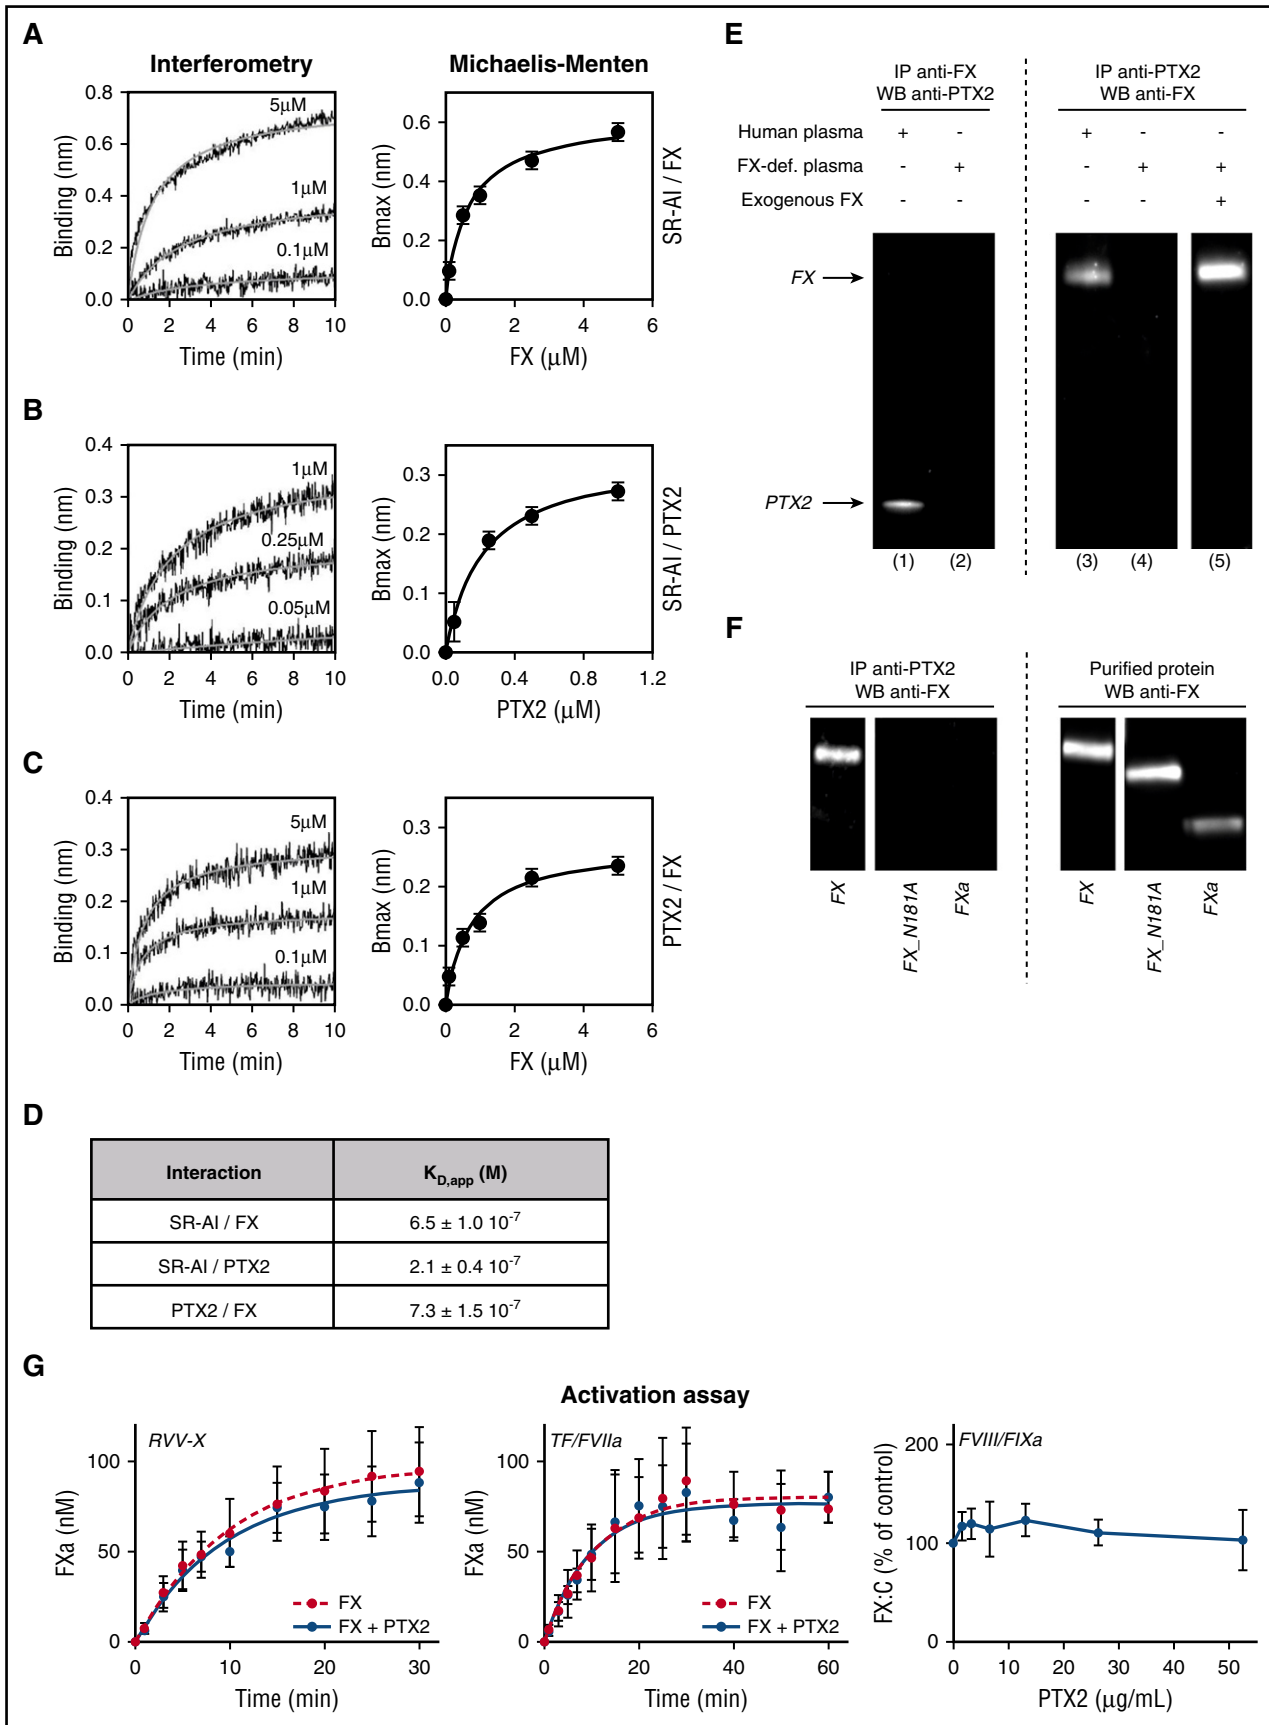 A
Interferometry
Michaelis-Menten
0.8
0.6
0.4
0.2
0.0
Binding (nm)
5μM
1μM
0.1μM
0 2 4 6 8 10
Time (min)
0.6
0.4
0.2
0.0
Bmax (nm)
0 2 4 6
FX (μM)
SR-AI / FX
B
0.4
0.3
0.2
0.1
0.0
Binding (nm)
1μM
0.25μM
0.05μM
0 2 4 6 8 10
Time (min)
0.3
0.2
0.1
0.0
Bmax (nm)
0.0 0.4 0.8 1.2
PTX2 (μM)
SR-AI / PTX2
C
0.4
0.3
0.2
0.1
0.0
Binding (nm)
5μM
1μM
0.1μM
0 2 4 6 8 10
Time (min)
0.3
0.2
0.1
0.0
Bmax (nm)
0 2 4 6
FX (μM)
PTX2 / FX
D
Interaction K_D,app (M)
SR-AI / FX 6.5 ± 1.0 10⁻⁷
SR-AI / PTX2 2.1 ± 0.4 10⁻⁷
PTX2 / FX 7.3 ± 1.5 10⁻⁷
E
IP anti-FX
WB anti-PTX2
IP anti-PTX2
WB anti-FX
Human plasma + - + - -
FX-def. plasma - + - + +
Exogenous FX - - - - +
FX
PTX2
(1) (2) (3) (4) (5)
F
IP anti-PTX2
WB anti-FX
Purified protein
WB anti-FX
FX
FX_N181A
FXa
FX
FX_N181A
FXa
G
Activation assay
RVV-X
100
50
0
FXa (nM)
FX
FX + PTX2
0 10 20 30
Time (min)
TF/FVIIa
100
50
0
FXa (nM)
FX
FX + PTX2
0 20 40 60
Time (min)
FVIII/FIXa
200
100
0
FX:C (% of control)
0 10 20 30 40 50
PTX2 (μg/mL)